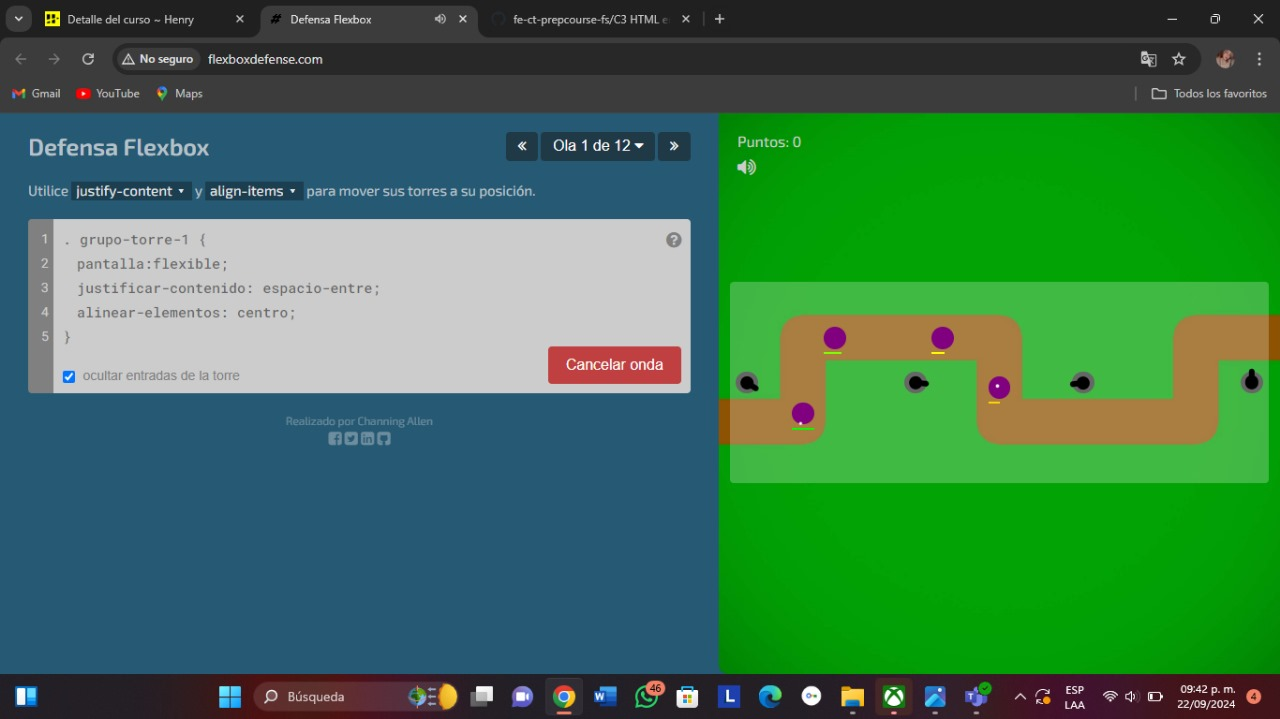 Detalle del curso ~ Henry
Defensa Flexbox
fe-ct-prepcourse-fs/C3 HTML e
No seguro
flexboxdefense.com
Gmail
YouTube
Maps
Todos los favoritos
Defensa Flexbox
« Ola 1 de 12 »
Utilice justify-content y align-items para mover sus torres a su posición.
1 . grupo-torre-1 {
2 pantalla:flexible;
3 justificar-contenido: espacio-entre;
4 alinear-elementos: centro;
5 }
?
ocultar entradas de la torre
Cancelar onda
Realizado por Channing Allen
Puntos: 0
Búsqueda
46
ESP
LAA
09:42 p. m.
22/09/2024
4